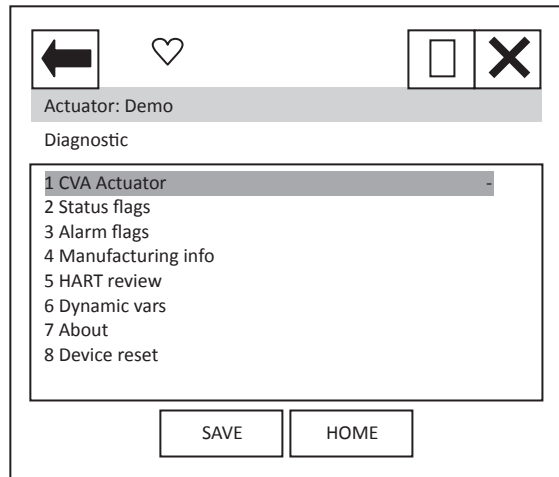 Actuator: Demo
Diagnostic
1 CVA Actuator -
2 Status flags
3 Alarm flags
4 Manufacturing info
5 HART review
6 Dynamic vars
7 About
8 Device reset
SAVE HOME